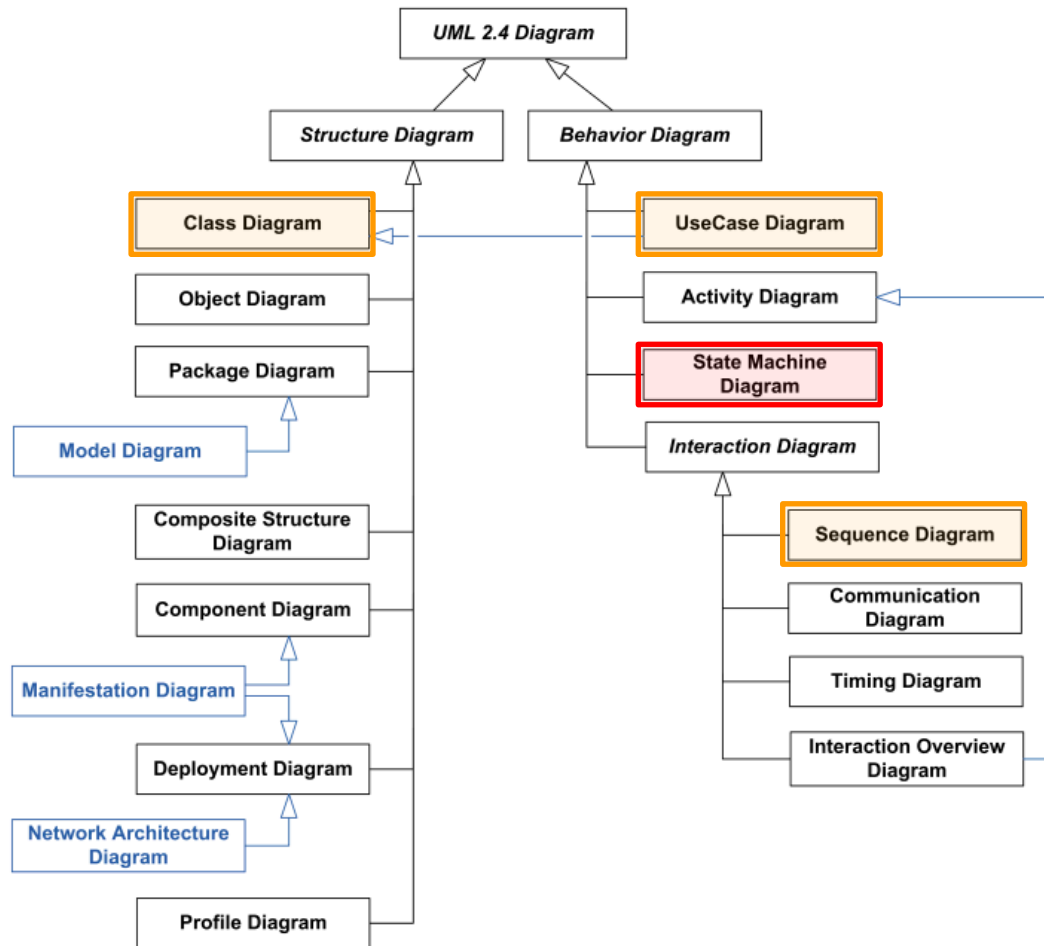 UML 2.4 Diagram
Structure Diagram
Behavior Diagram
Class Diagram
UseCase Diagram
Object Diagram
Activity Diagram
Package Diagram
State Machine
Diagram
Model Diagram
Interaction Diagram
Composite Structure
Diagram
Sequence Diagram
Component Diagram
Communication
Diagram
Manifestation Diagram
Timing Diagram
Deployment Diagram
Interaction Overview
Diagram
Network Architecture
Diagram
Profile Diagram